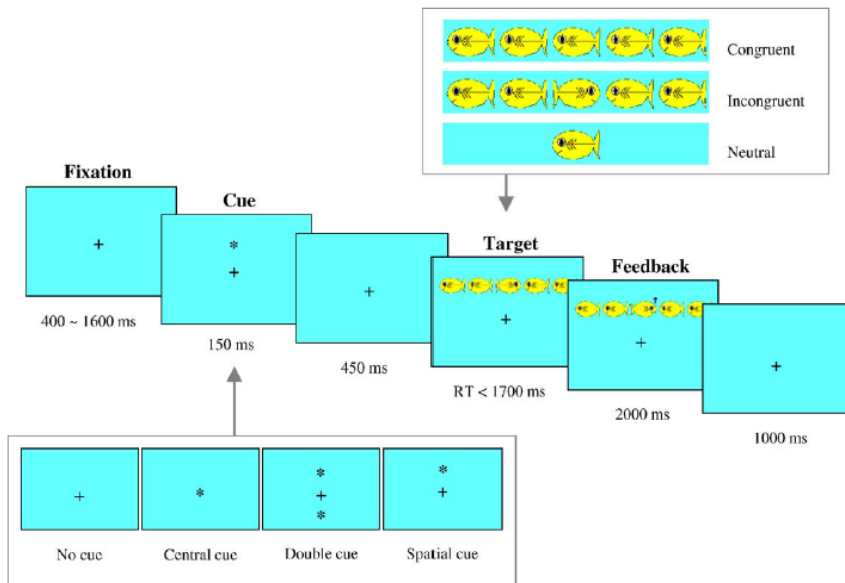 Congruent
Incongruent
Neutral
Fixation
Cue
Target
Feedback
400 ~ 1600 ms
150 ms
450 ms
RT < 1700 ms
2000 ms
1000 ms
No cue
Central cue
Double cue
Spatial cue